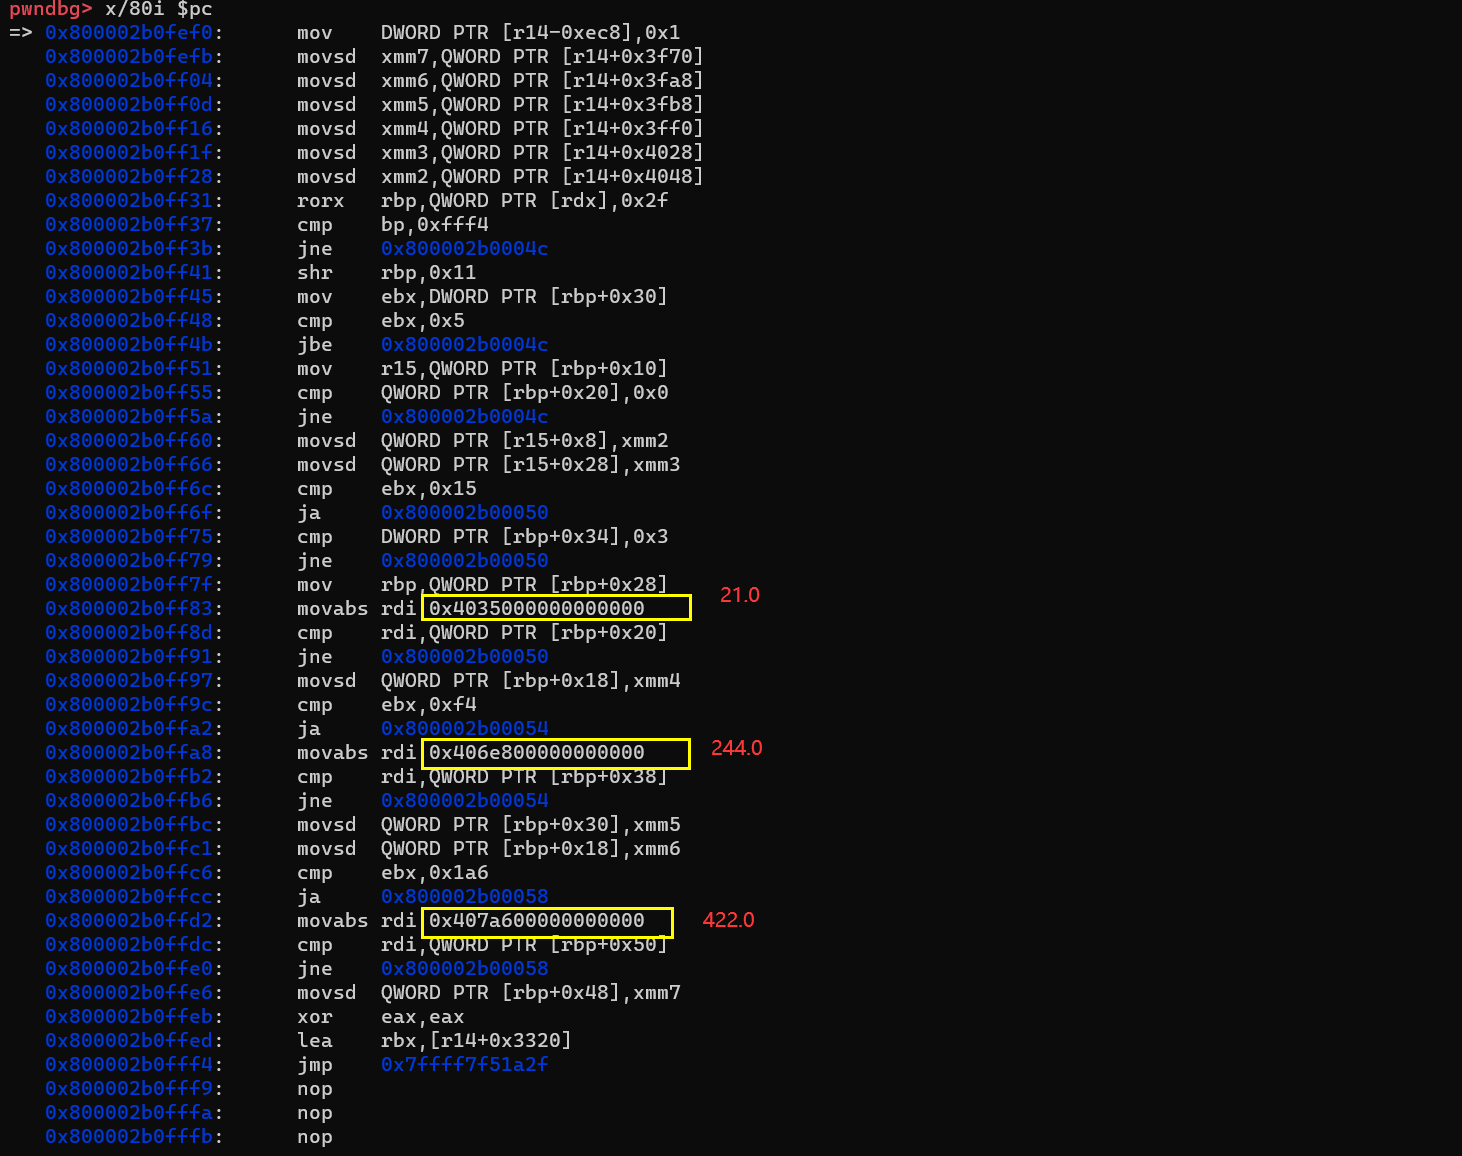 pwndbg> x/80i $pc
=> 0x800002b0fef0: mov DWORD PTR [r14-0xec8],0x1
0x800002b0fefb: movsd xmm7,QWORD PTR [r14+0x3f70]
0x800002b0ff04: movsd xmm6,QWORD PTR [r14+0x3fa8]
0x800002b0ff0d: movsd xmm5,QWORD PTR [r14+0x3fb8]
0x800002b0ff16: movsd xmm4,QWORD PTR [r14+0x3ff0]
0x800002b0ff1f: movsd xmm3,QWORD PTR [r14+0x4028]
0x800002b0ff28: movsd xmm2,QWORD PTR [r14+0x4048]
0x800002b0ff31: rorx rbp,QWORD PTR [rdx],0x2f
0x800002b0ff37: cmp bp,0xfff4
0x800002b0ff3b: jne 0x800002b0004c
0x800002b0ff41: shr rbp,0x11
0x800002b0ff45: mov ebx,DWORD PTR [rbp+0x30]
0x800002b0ff48: cmp ebx,0x5
0x800002b0ff4b: jbe 0x800002b0004c
0x800002b0ff51: mov r15,QWORD PTR [rbp+0x10]
0x800002b0ff55: cmp QWORD PTR [rbp+0x20],0x0
0x800002b0ff5a: jne 0x800002b0004c
0x800002b0ff60: movsd QWORD PTR [r15+0x8],xmm2
0x800002b0ff66: movsd QWORD PTR [r15+0x28],xmm3
0x800002b0ff6c: cmp ebx,0x15
0x800002b0ff6f: ja 0x800002b00050
0x800002b0ff75: cmp DWORD PTR [rbp+0x34],0x3
0x800002b0ff79: jne 0x800002b00050
0x800002b0ff7f: mov rbp,QWORD PTR [rbp+0x28]
0x800002b0ff83: movabs rdi 0x4035000000000000 21.0
0x800002b0ff8d: cmp rdi,QWORD PTR [rbp+0x20]
0x800002b0ff91: jne 0x800002b00050
0x800002b0ff97: movsd QWORD PTR [rbp+0x18],xmm4
0x800002b0ff9c: cmp ebx,0xf4
0x800002b0ffa2: ja 0x800002b00054
0x800002b0ffa8: movabs rdi 0x406e800000000000 244.0
0x800002b0ffb2: cmp rdi,QWORD PTR [rbp+0x38]
0x800002b0ffb6: jne 0x800002b00054
0x800002b0ffbc: movsd QWORD PTR [rbp+0x30],xmm5
0x800002b0ffc1: movsd QWORD PTR [rbp+0x18],xmm6
0x800002b0ffc6: cmp ebx,0x1a6
0x800002b0ffcc: ja 0x800002b00058
0x800002b0ffd2: movabs rdi 0x407a600000000000 422.0
0x800002b0ffdc: cmp rdi,QWORD PTR [rbp+0x50]
0x800002b0ffe0: jne 0x800002b00058
0x800002b0ffe6: movsd QWORD PTR [rbp+0x48],xmm7
0x800002b0ffeb: xor eax,eax
0x800002b0ffed: lea rbx,[r14+0x3320]
0x800002b0fff4: jmp 0x7ffff7f51a2f
0x800002b0fff9: nop
0x800002b0fffa: nop
0x800002b0fffb: nop